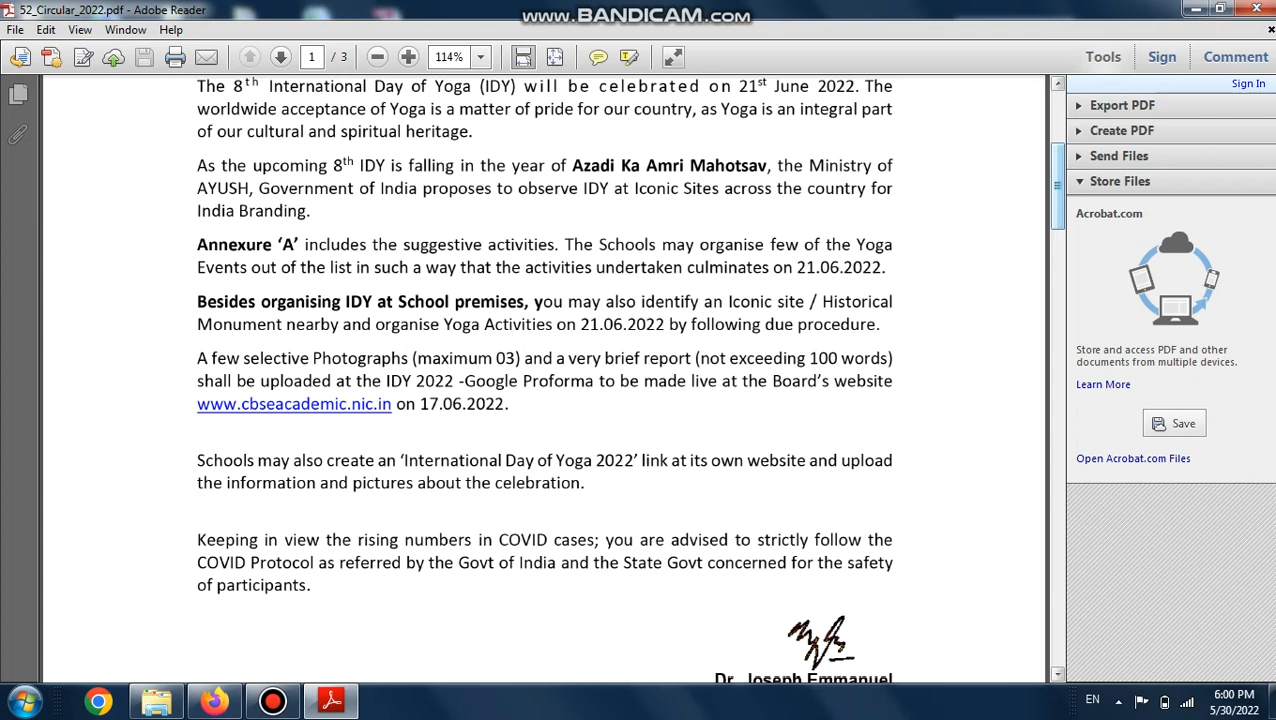 52_Circular_2022.pdf - Adobe Reader
www.BANDICAM.com
File Edit View Window Help
1 / 3 114% Tools Sign Comment
Sign In
The 8th International Day of Yoga (IDY) will be celebrated on 21st June 2022. The
worldwide acceptance of Yoga is a matter of pride for our country, as Yoga is an integral part
of our cultural and spiritual heritage.
As the upcoming 8th IDY is falling in the year of Azadi Ka Amri Mahotsav, the Ministry of
AYUSH, Government of India proposes to observe IDY at Iconic Sites across the country for
India Branding.
Annexure ‘A’ includes the suggestive activities. The Schools may organise few of the Yoga
Events out of the list in such a way that the activities undertaken culminates on 21.06.2022.
Besides organising IDY at School premises, you may also identify an Iconic site / Historical
Monument nearby and organise Yoga Activities on 21.06.2022 by following due procedure.
A few selective Photographs (maximum 03) and a very brief report (not exceeding 100 words)
shall be uploaded at the IDY 2022 -Google Proforma to be made live at the Board’s website
www.cbseacademic.nic.in on 17.06.2022.
Schools may also create an ‘International Day of Yoga 2022’ link at its own website and upload
the information and pictures about the celebration.
Keeping in view the rising numbers in COVID cases; you are advised to strictly follow the
COVID Protocol as referred by the Govt of India and the State Govt concerned for the safety
of participants.
Dr. Joseph Emmanuel
Export PDF
Create PDF
Send Files
Store Files
Acrobat.com
Store and access PDF and other
documents from multiple devices.
Learn More
Save
Open Acrobat.com Files
EN
6:00 PM
5/30/2022